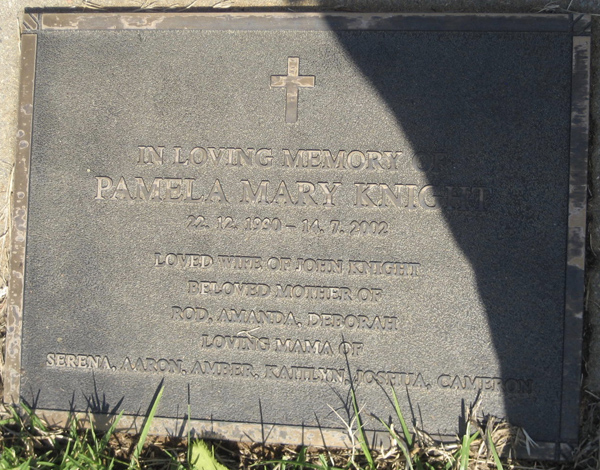 IN LOVING MEMORY OF
PAMELA MARY KNIGHT
22. 12. 1930 – 14. 7. 2002
LOVED WIFE OF JOHN KNIGHT
BELOVED MOTHER OF
ROD, AMANDA, DEBORAH
LOVING MAMA OF
SERENA, AARON, AMBER, KAITLYN, JOSHUA, CAMERON